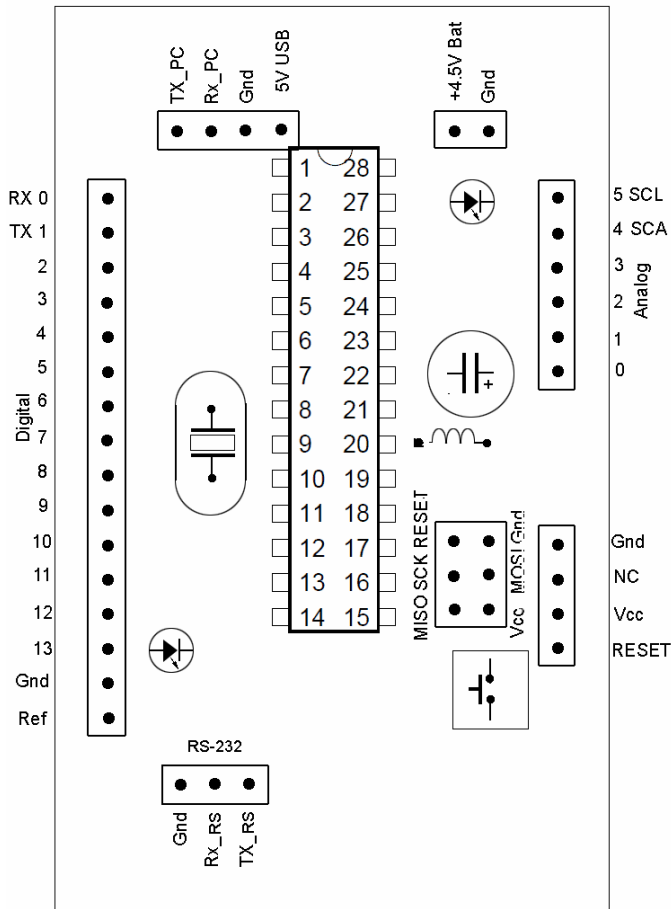 TX_PC
Rx_PC
Gnd
5V USB
+4.5V Bat
Gnd
1 28
2 27
3 26
4 25
5 24
6 23
7 22
8 21
9 20
10 19
11 18
12 17
13 16
14 15
RX 0
TX 1
2
3
4
5
6
7
8
9
10
11
12
13
Gnd
Ref
Digital
5 SCL
4 SCA
3
2
1
0
Analog
+
MISO SCK RESET
Vcc MOSI Gnd
Gnd
NC
Vcc
RESET
RS-232
Gnd
Rx_RS
TX_RS